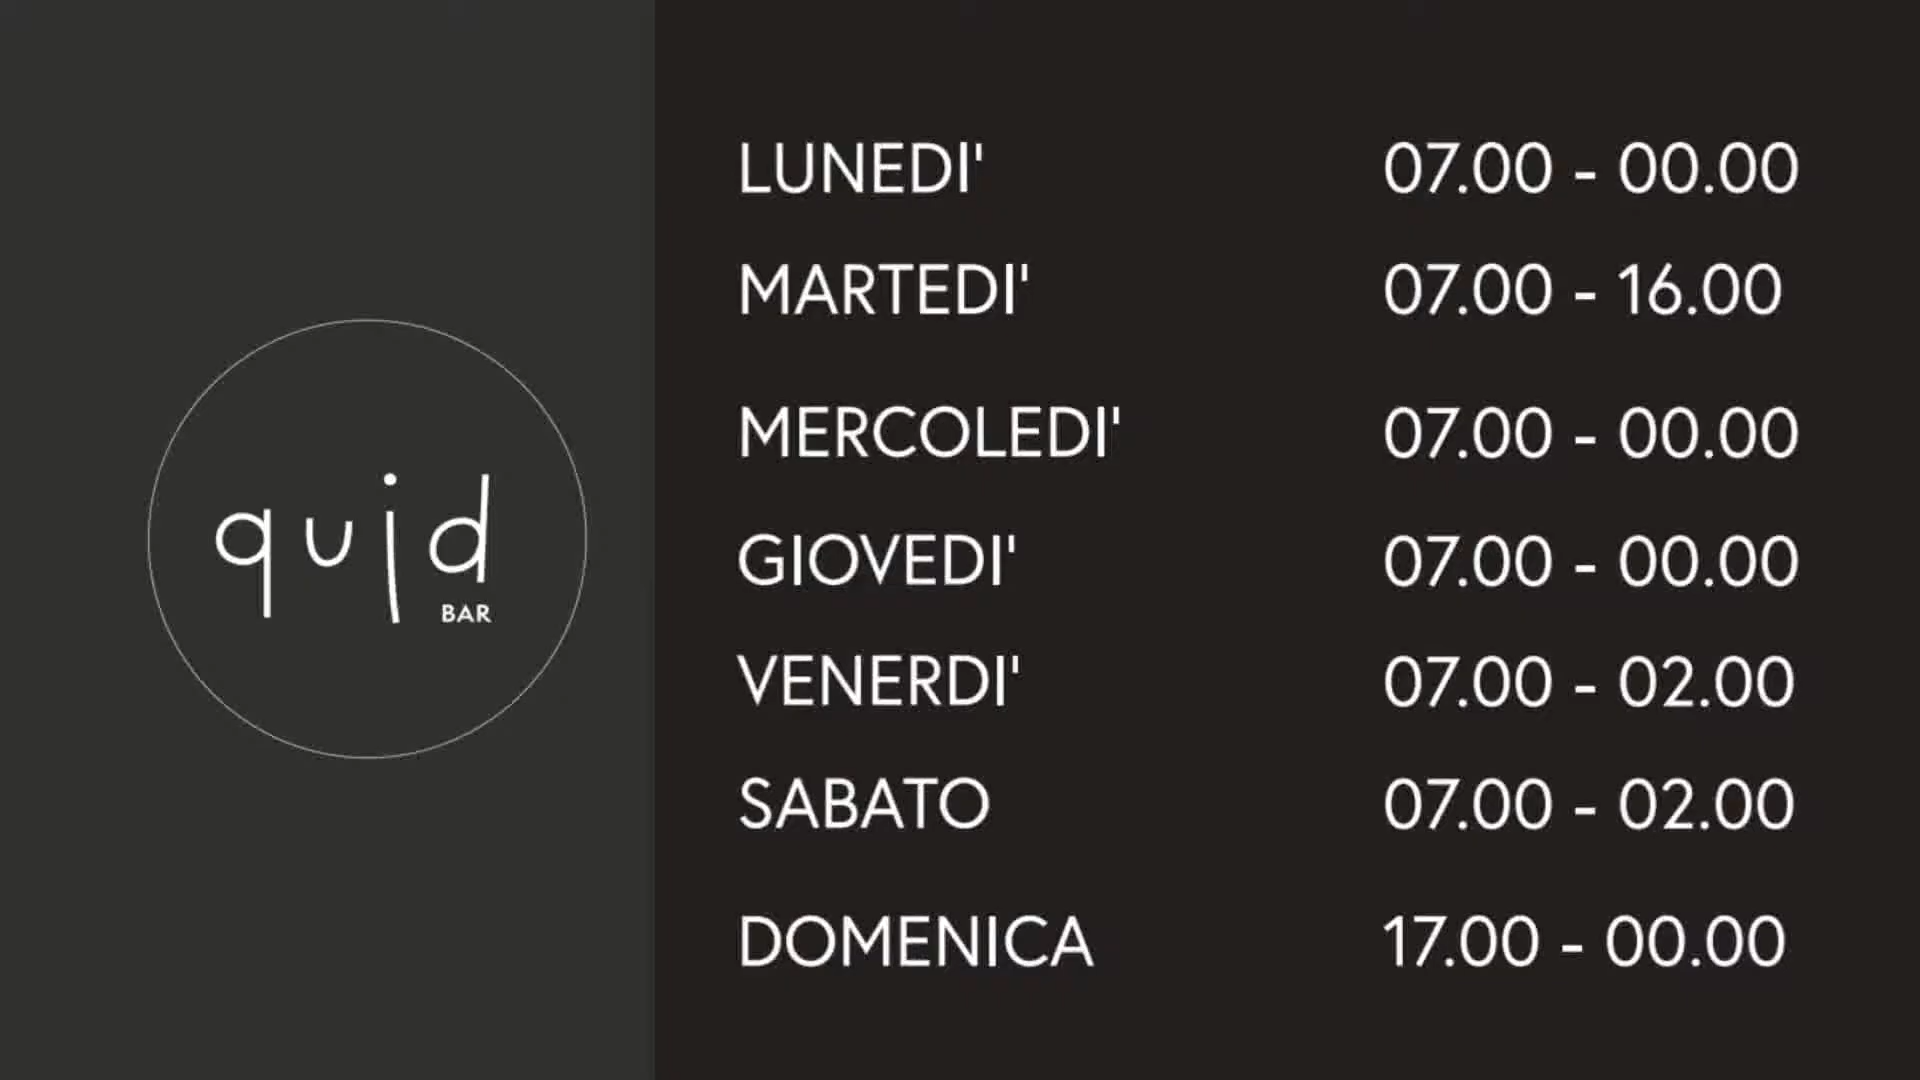 quid
BAR
LUNEDI' 07.00 - 00.00
MARTEDI' 07.00 - 16.00
MERCOLEDI' 07.00 - 00.00
GIOVEDI' 07.00 - 00.00
VENERDI' 07.00 - 02.00
SABATO 07.00 - 02.00
DOMENICA 17.00 - 00.00